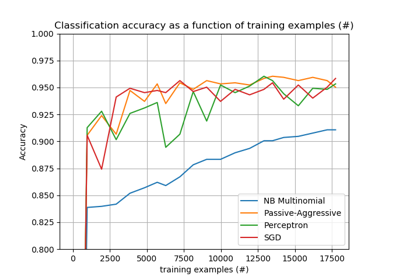 Classification accuracy as a function of training examples (#)
1.000
0.975
0.950
0.925
0.900
0.875
0.850
0.825
0.800
Accuracy
NB Multinomial
Passive-Aggressive
Perceptron
SGD
0 2500 5000 7500 10000 12500 15000 17500
training examples (#)